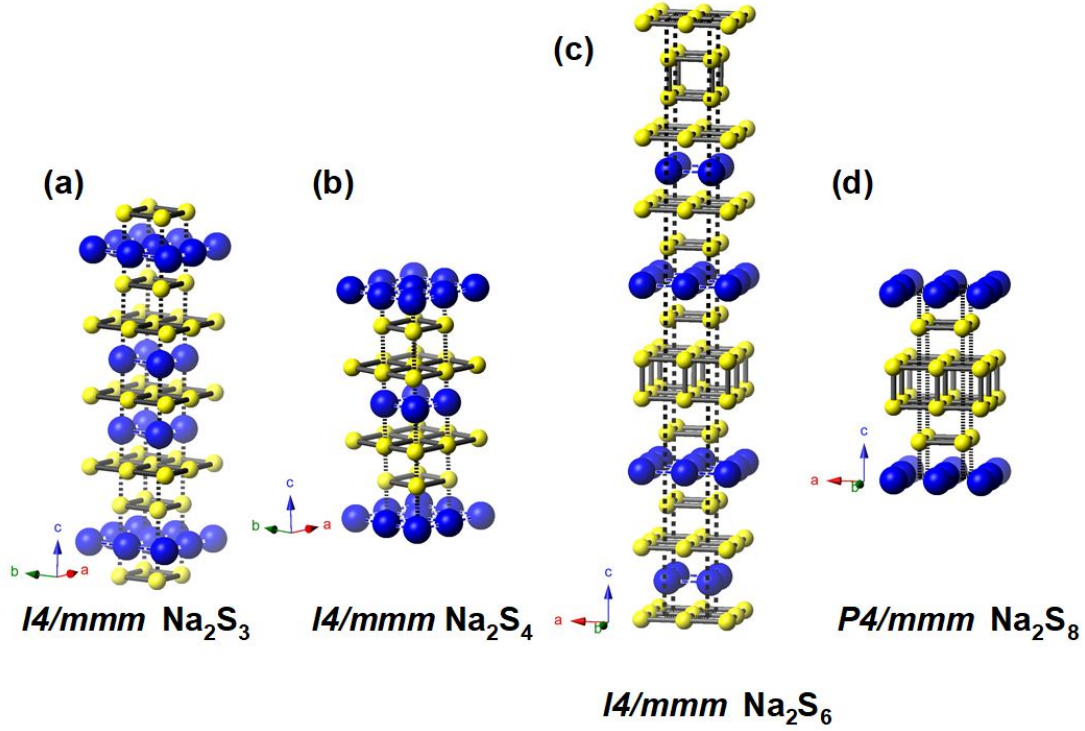 (a)
(b)
(c)
(d)
c
b
a
I4/mmm Na2S3
c
b
a
I4/mmm Na2S4
c
a
b
I4/mmm Na2S6
c
a
b
P4/mmm Na2S8